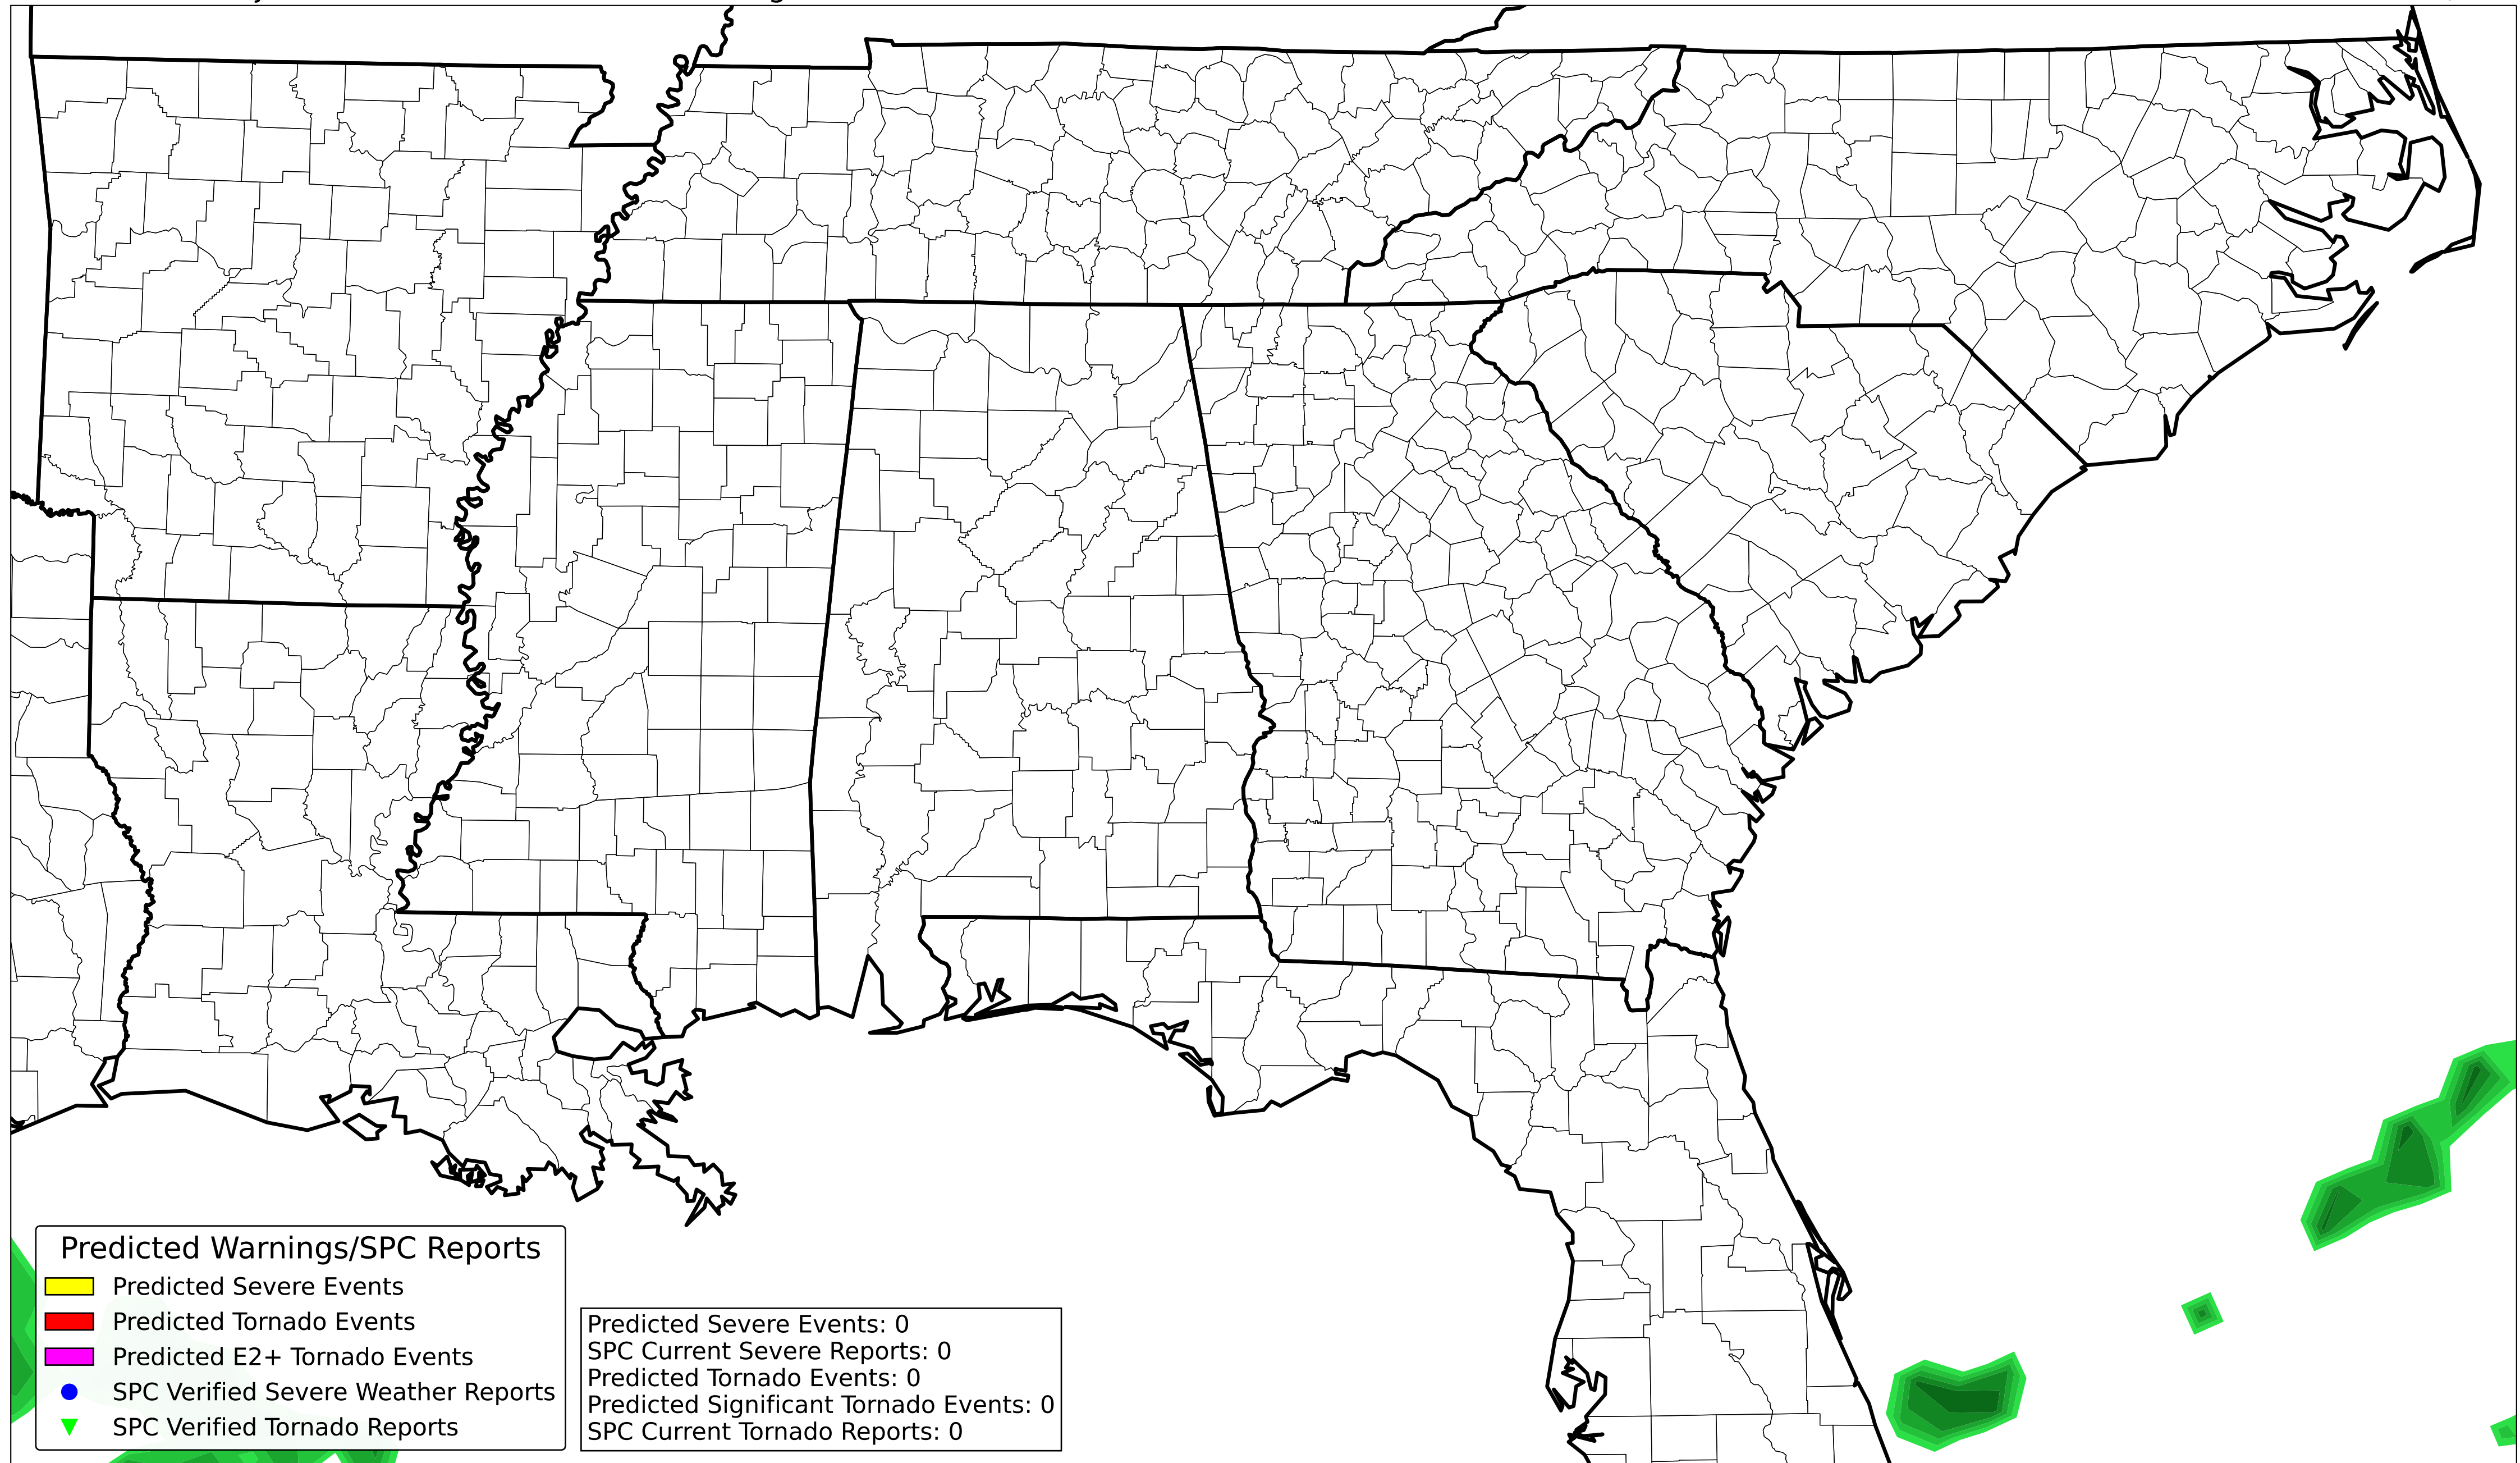 Predicted Warnings/SPC Reports
Predicted Severe Events
Predicted Tornado Events
Predicted E2+ Tornado Events
SPC Verified Severe Weather Reports
SPC Verified Tornado Reports
Predicted Severe Events: 0
SPC Current Severe Reports: 0
Predicted Tornado Events: 0
Predicted Significant Tornado Events: 0
SPC Current Tornado Reports: 0